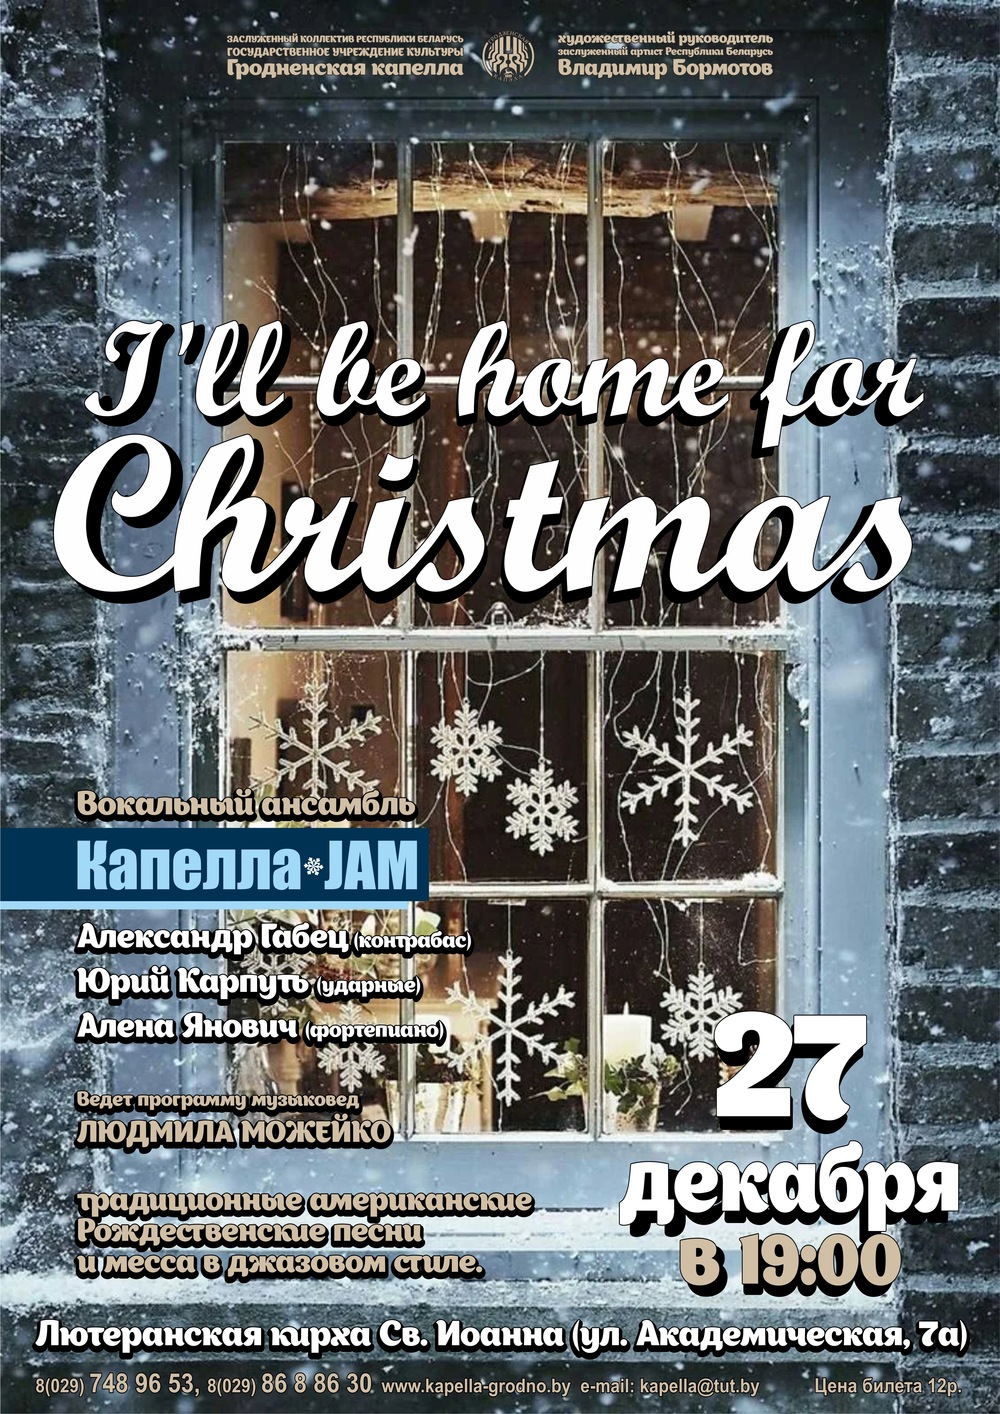 ЗАСЛУЖЕННЫЙ КОЛЛЕКТИВ РЕСПУБЛИКИ БЕЛАРУСЬ
ГОСУДАРСТВЕННОЕ УЧРЕЖДЕНИЕ КУЛЬТУРЫ
Гродненская капелла
художественный руководитель
заслуженный артист Республики Беларусь
Владимир Бормотов
I'll be home for
Christmas
Вокальный ансамбль
Капелла JAM
Александр Габец (контрабас)
Юрий Карпуть (ударные)
Алена Янович (фортепиано)
Ведет программу музыковед
ЛЮДМИЛА МОЖЕЙКО
традиционные американские
Рождественские песни
и месса в джазовом стиле.
27
декабря
в 19:00
Лютеранская кирха Св. Иоанна (ул. Академическая, 7а)
8(029) 748 96 53, 8(029) 86 8 86 30 www.kapella-grodno.by e-mail: kapella@tut.by Цена билета 12р.